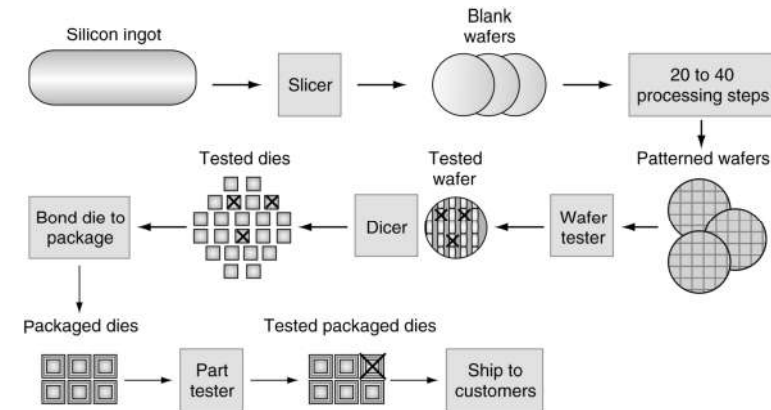 Silicon ingot
Slicer
Blank
wafers
20 to 40
processing steps
Patterned wafers
Wafer
tester
Tested
wafer
Dicer
Tested dies
Bond die to
package
Packaged dies
Part
tester
Tested packaged dies
Ship to
customers